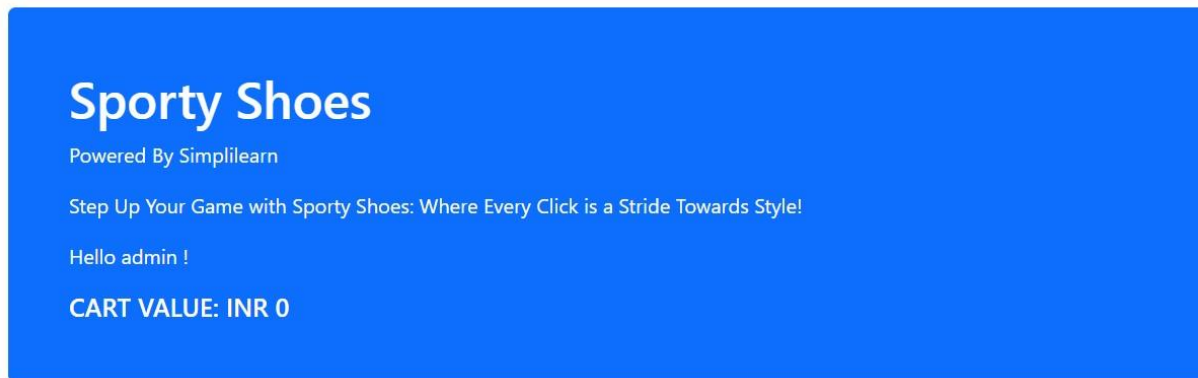 Sporty Shoes
Powered By Simplilearn
Step Up Your Game with Sporty Shoes: Where Every Click is a Stride Towards Style!
Hello admin !
CART VALUE: INR 0